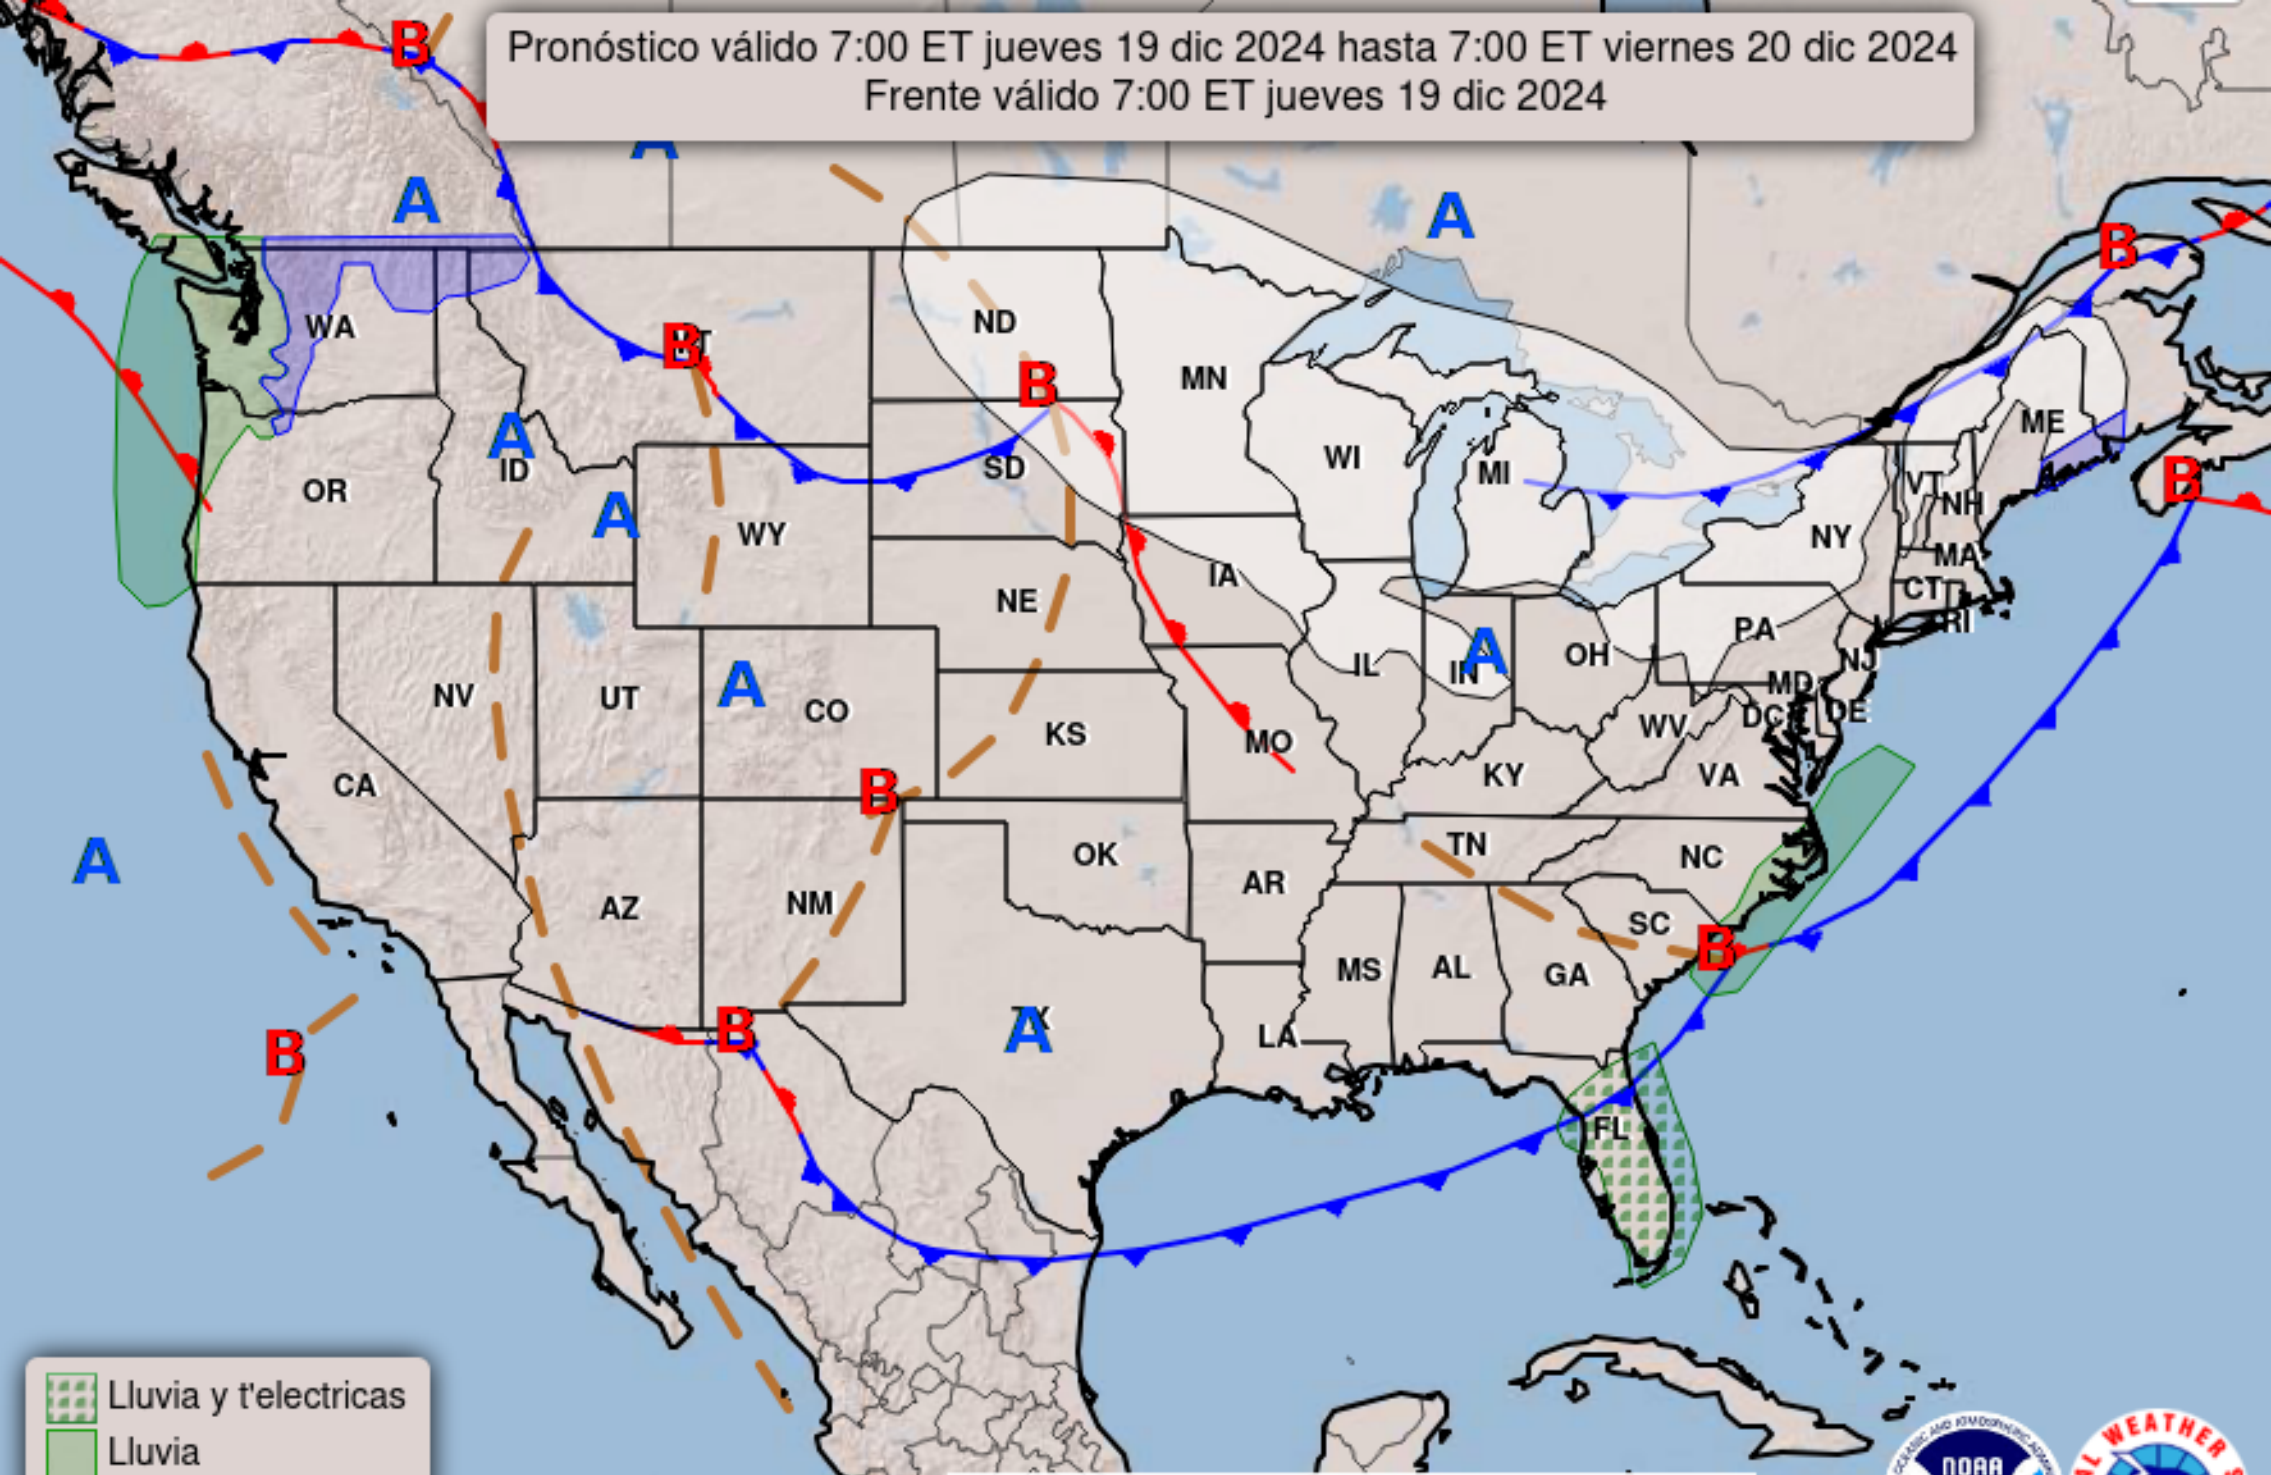 Pronóstico válido 7:00 ET jueves 19 dic 2024 hasta 7:00 ET viernes 20 dic 2024
Frente válido 7:00 ET jueves 19 dic 2024
B
A
A
A
B
WA
B
ND
B
MN
ME
B
A
ID
OR
SD
WI
MI
VT
NH
A
WY
NY
MA
IA
NE
CT
RI
PA
A
IN
IL
OH
NJ
NV
UT
A
CO
MD
DC
DE
KS
WV
MO
B
CA
KY
VA
A
OK
TN
NC
AR
AZ
NM
SC
B
MS
AL
GA
B
A
TX
LA
B
FL
Lluvia y t'electricas
Lluvia
NOAA
WEATHER